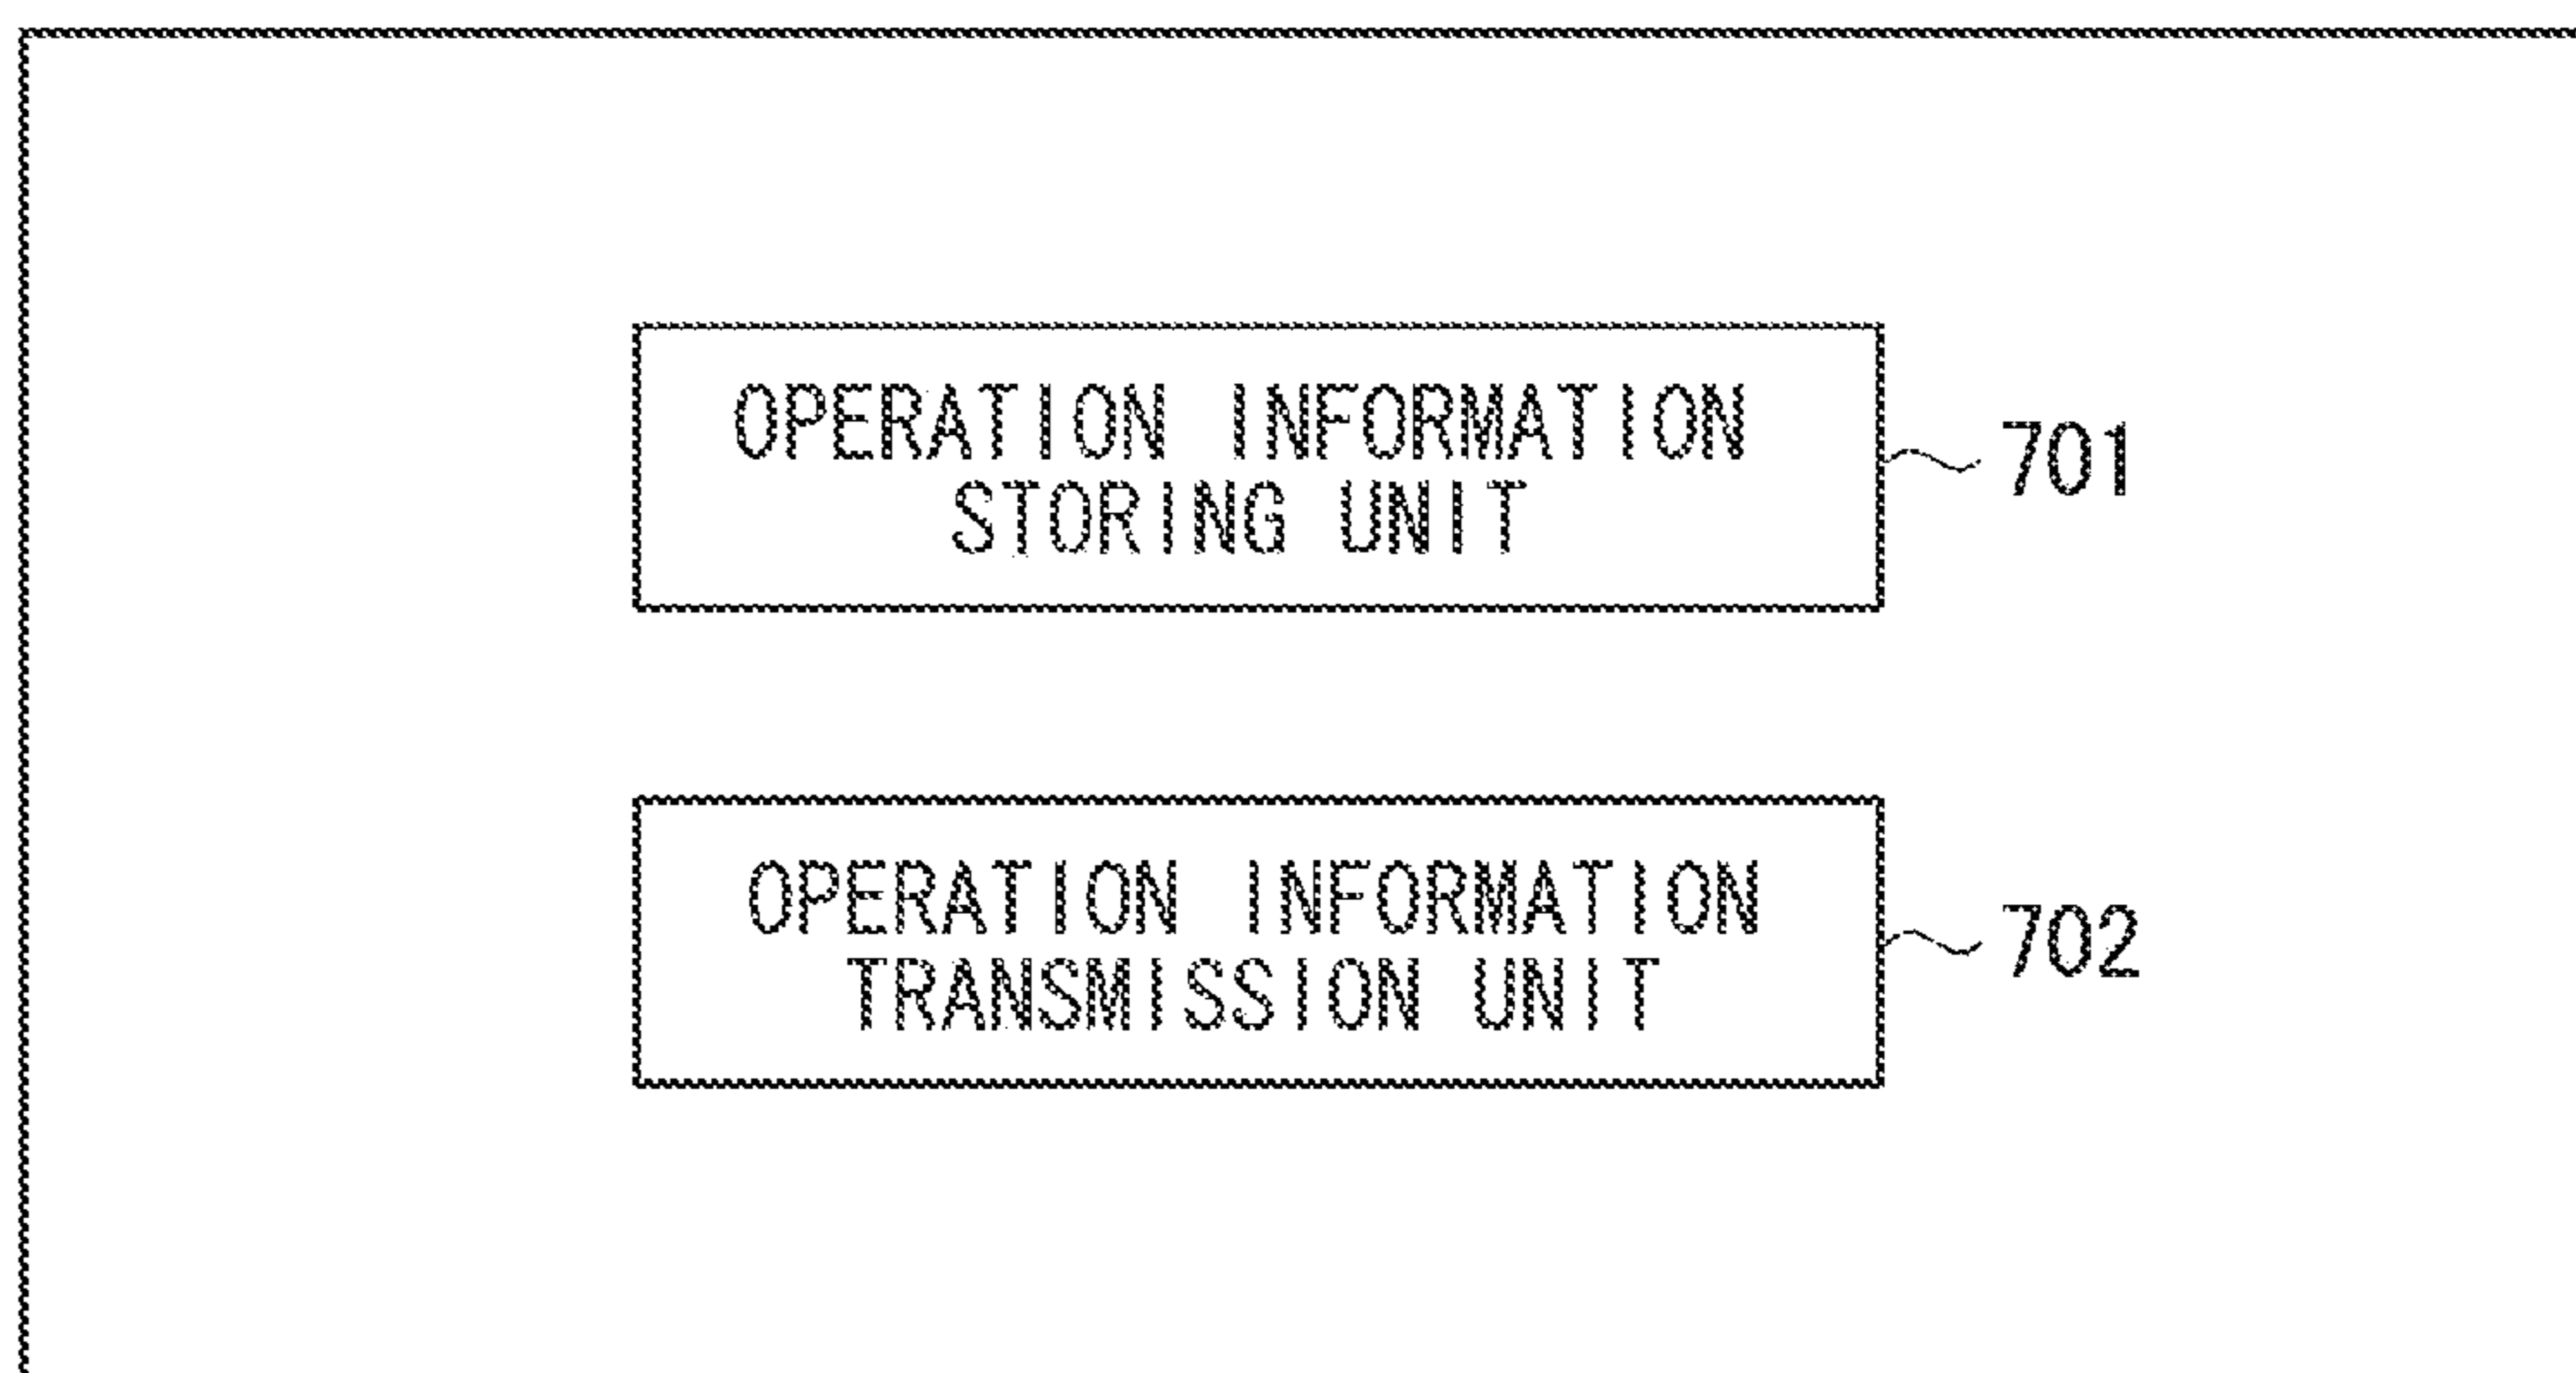 OPERATION INFORMATION
STORING UNIT
701
OPERATION INFORMATION
TRANSMISSION UNIT
702